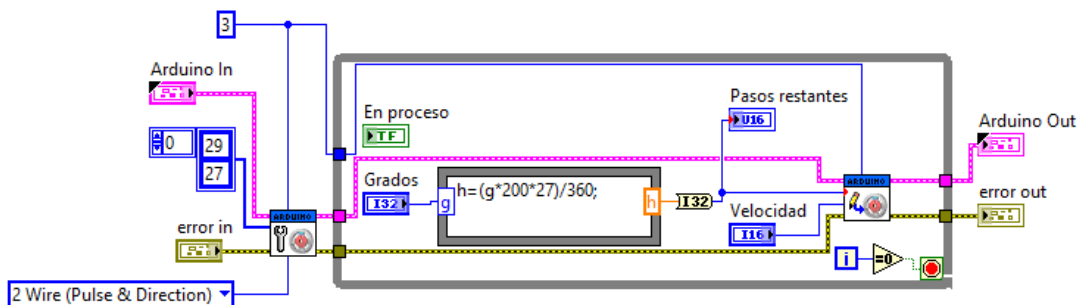 3
Arduino In
0
29
27
error in
2 Wire (Pulse & Direction)
ARDUINO
En proceso
TF
Grados
I32
g
h=(g*200*27)/360;
h
I32
Pasos restantes
U16
Velocidad
I16
ARDUINO
i
=0
Arduino Out
error out